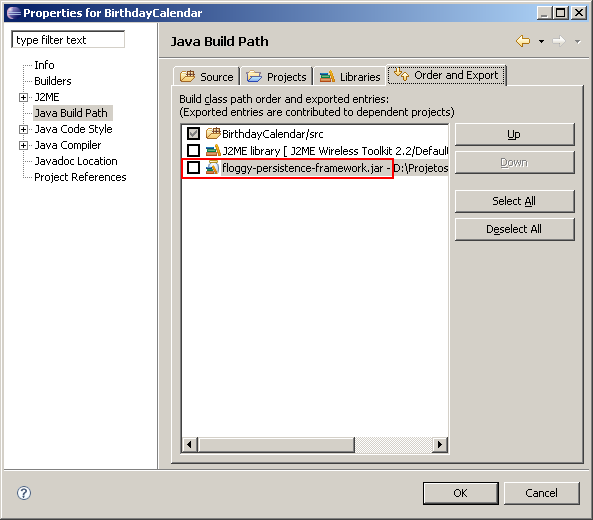 Properties for BirthdayCalendar
type filter text
Info
Builders
J2ME
Java Build Path
Java Code Style
Java Compiler
Javadoc Location
Project References
Java Build Path
Source
Projects
Libraries
Order and Export
Build class path order and exported entries:
(Exported entries are contributed to dependent projects)
BirthdayCalendar/src
J2ME library [ J2ME Wireless Toolkit 2.2/Default
floggy-persistence-framework.jar - D:\Projetos
Up
Down
Select All
Deselect All
?
OK
Cancel